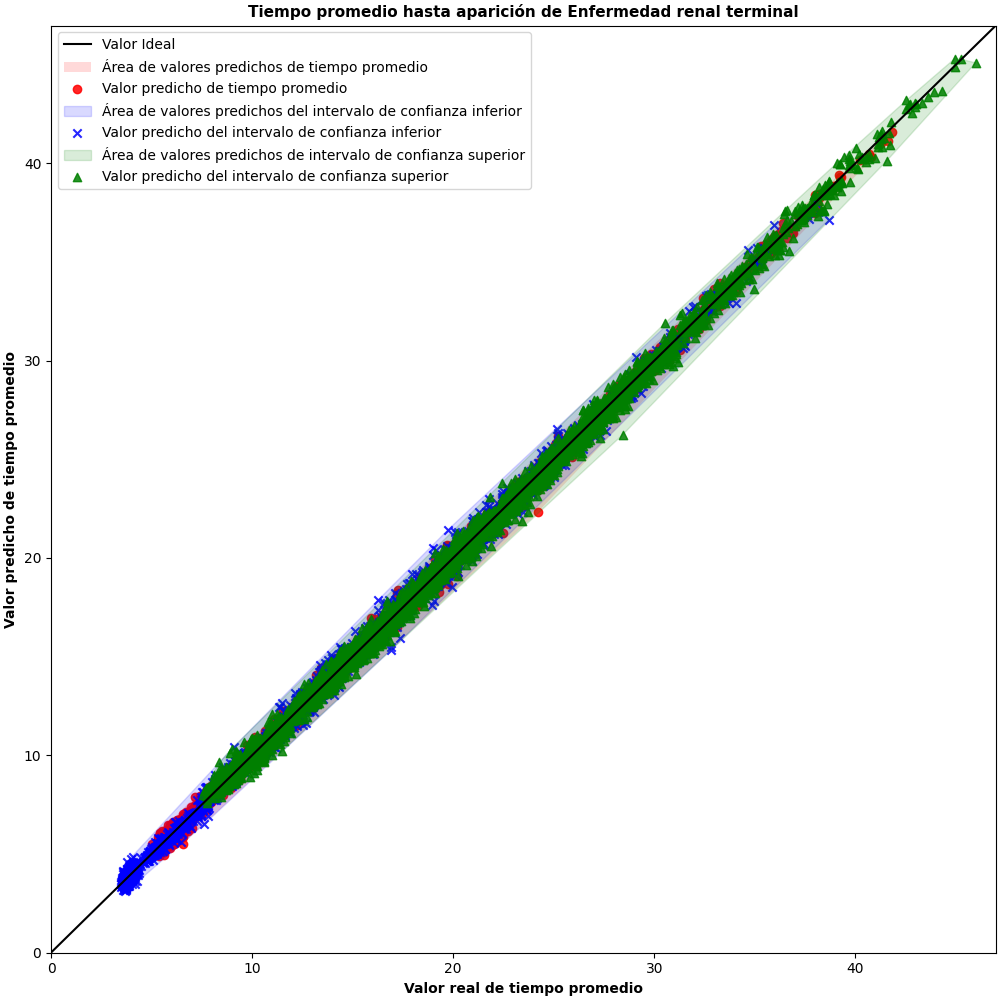 Tiempo promedio hasta aparición de Enfermedad renal terminal
Valor Ideal
Área de valores predichos de tiempo promedio
Valor predicho de tiempo promedio
Área de valores predichos del intervalo de confianza inferior
Valor predicho del intervalo de confianza inferior
Área de valores predichos de intervalo de confianza superior
Valor predicho del intervalo de confianza superior
Valor predicho de tiempo promedio
40
30
20
10
0
0 10 20 30 40
Valor real de tiempo promedio